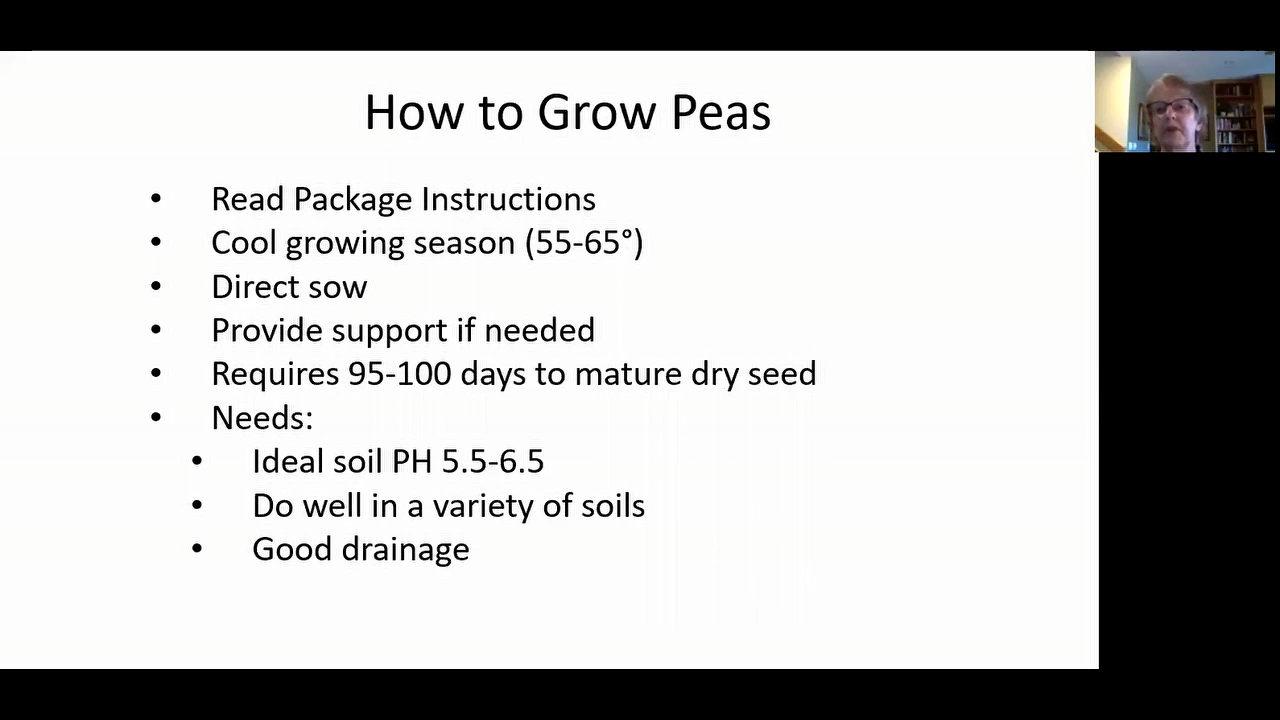 How to Grow Peas
• Read Package Instructions
• Cool growing season (55-65°)
• Direct sow
• Provide support if needed
• Requires 95-100 days to mature dry seed
• Needs:
• Ideal soil PH 5.5-6.5
• Do well in a variety of soils
• Good drainage